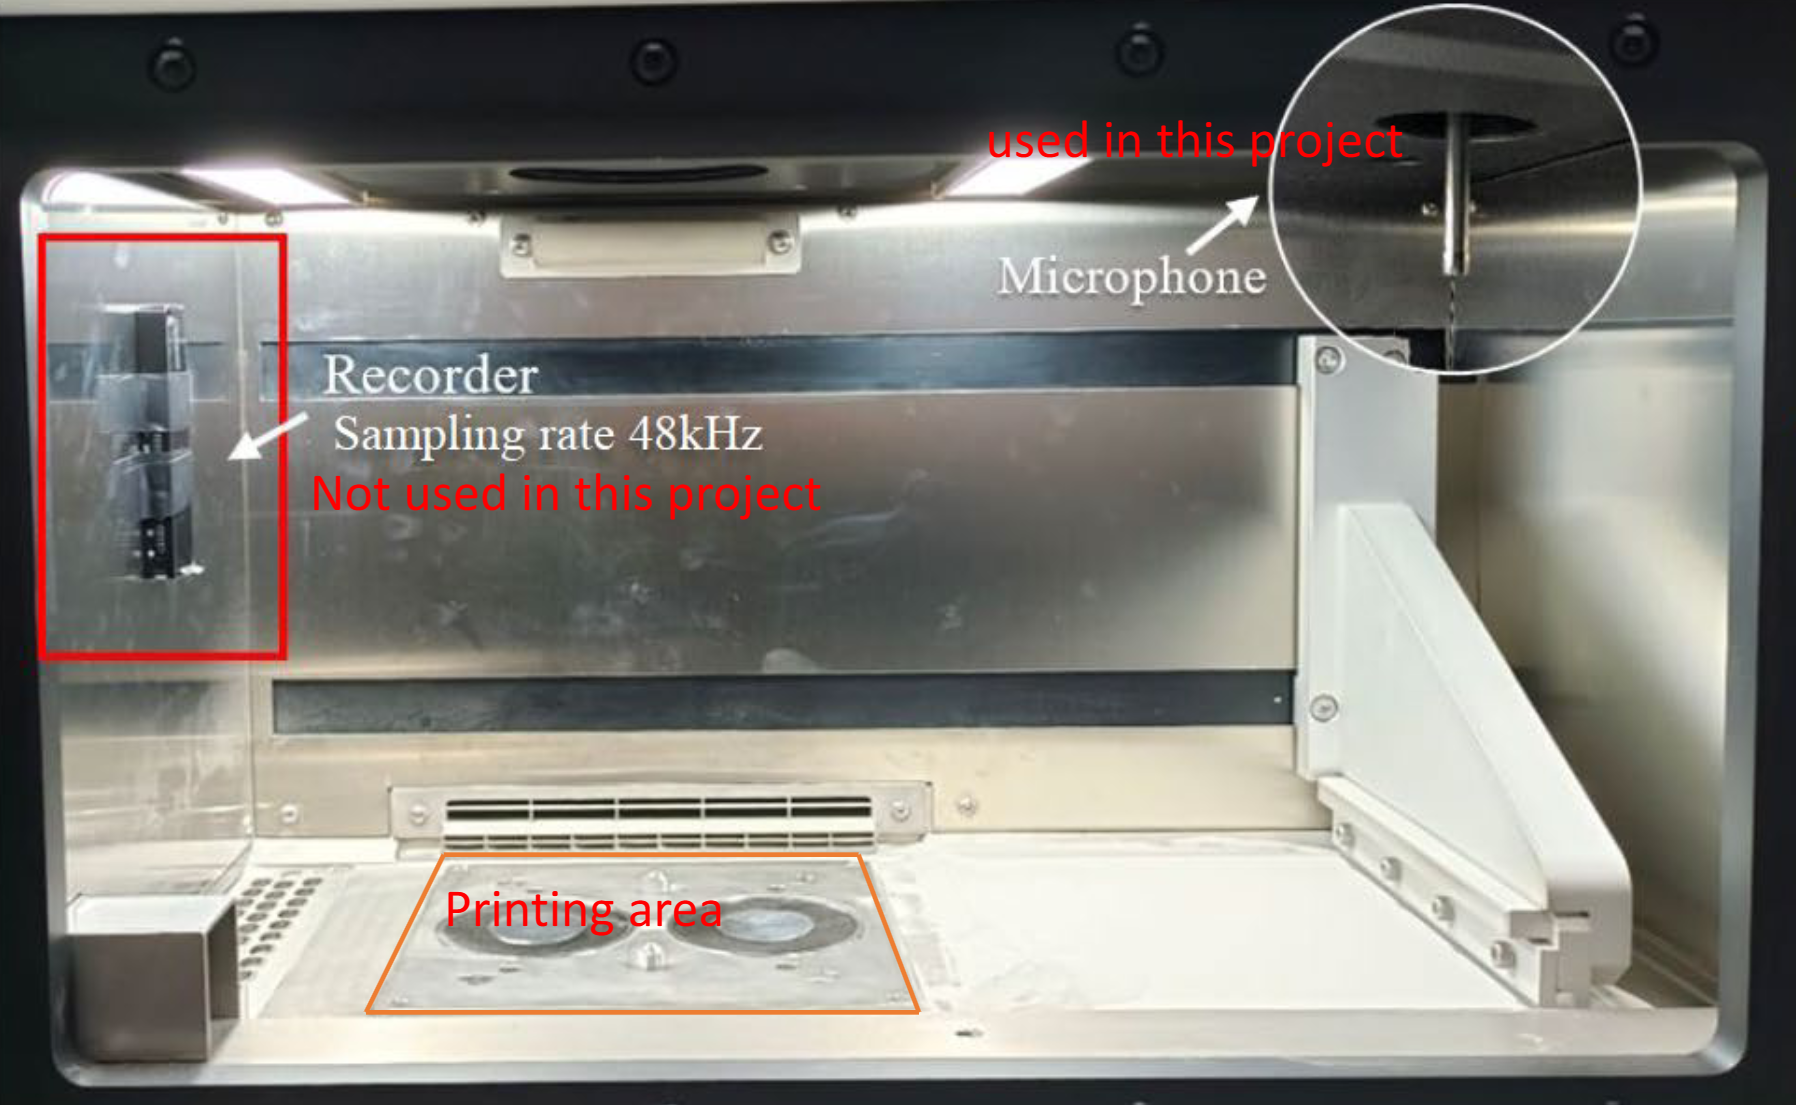 used in this project
Microphone
Recorder
Sampling rate 48kHz
Not used in this project
Printing area